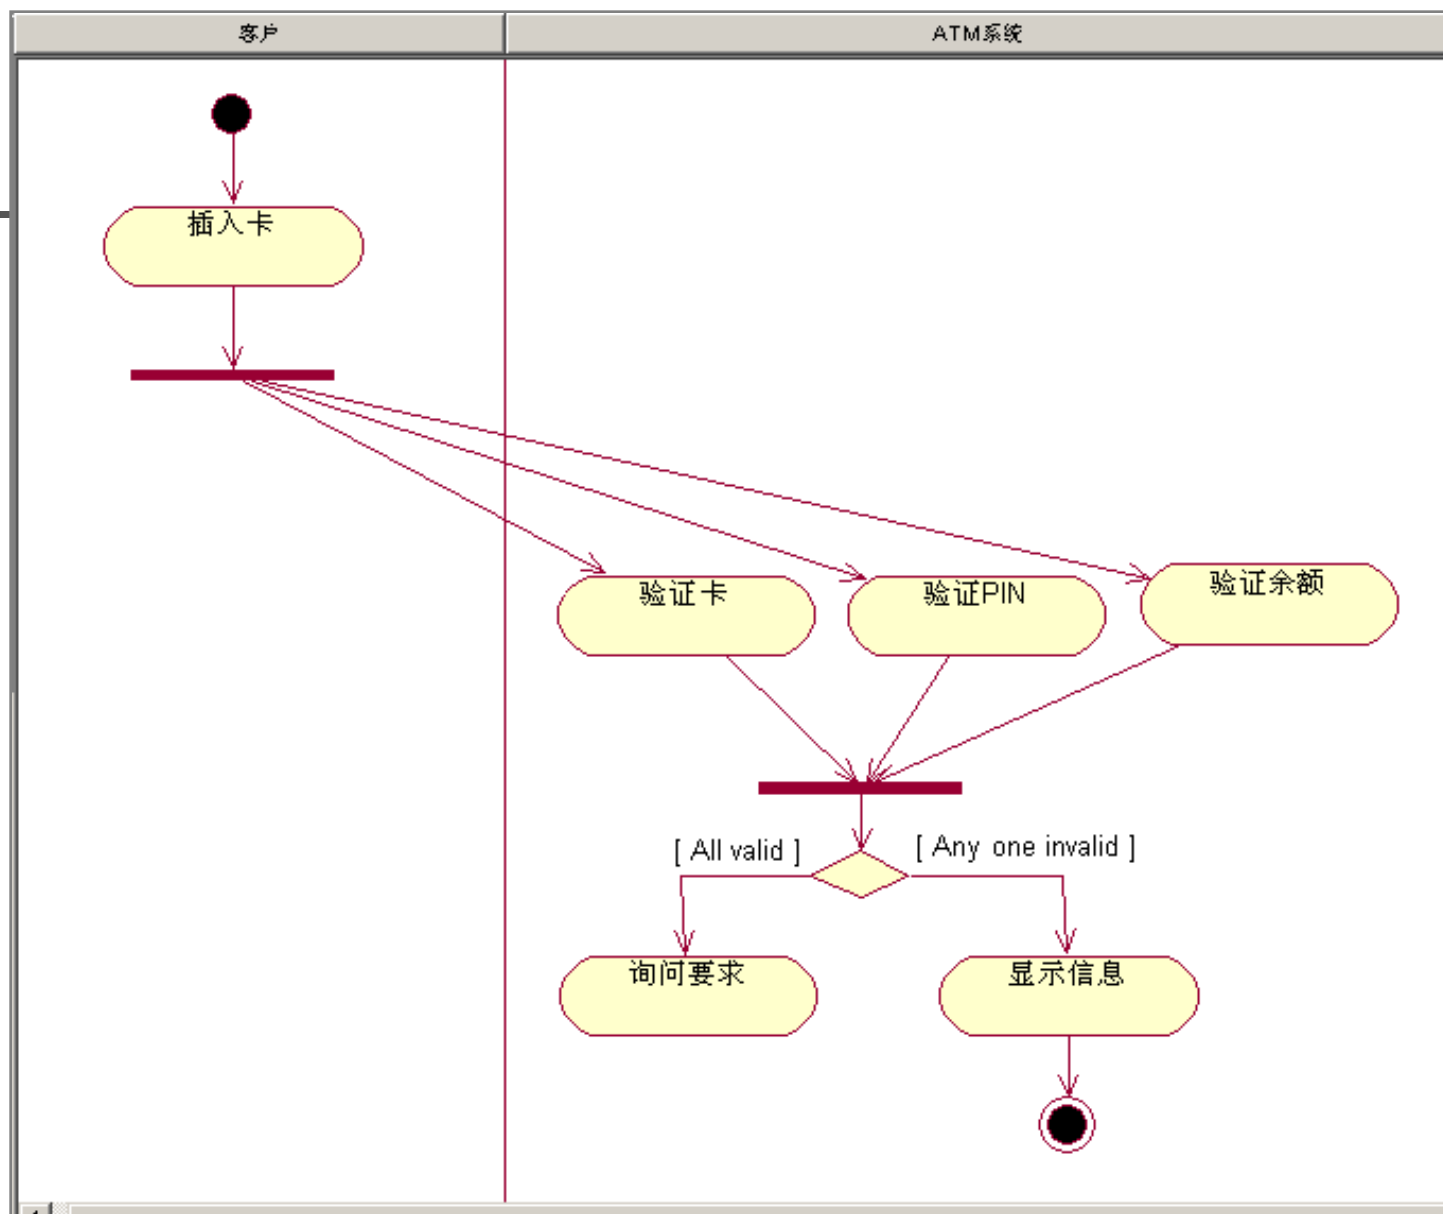 客户
ATM系统
插入卡
验证卡
验证PIN
验证余额
[ All valid ]
[ Any one invalid ]
询问要求
显示信息